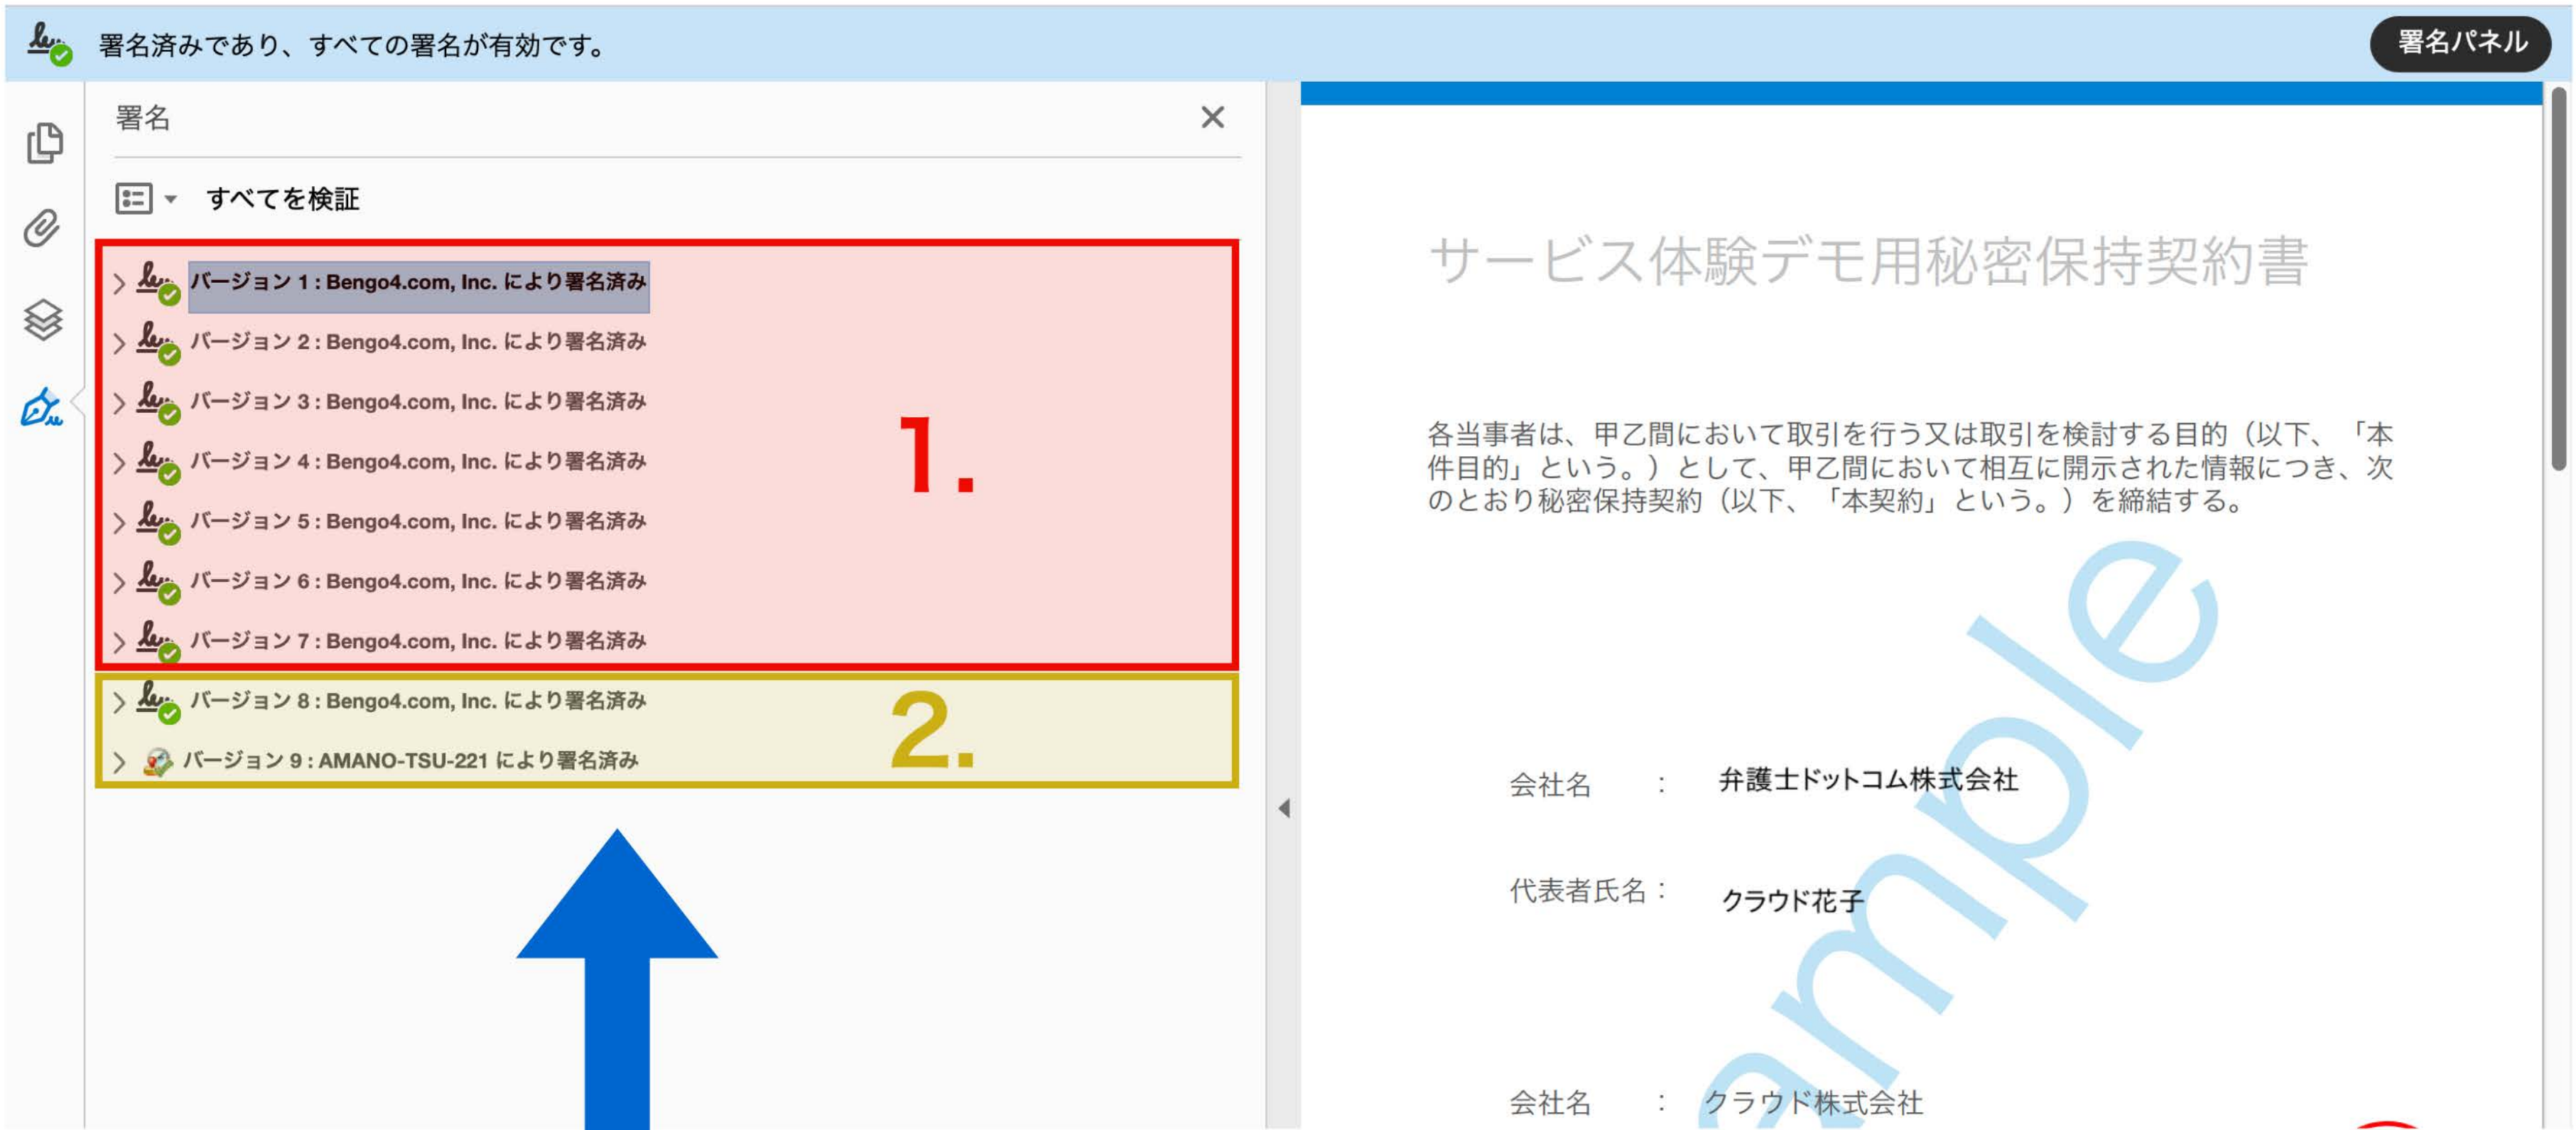 署名済みであり、すべての署名が有効です。
署名パネル
署名
すべてを検証
バージョン 1 : Bengo4.com, Inc. により署名済み
バージョン 2 : Bengo4.com, Inc. により署名済み
バージョン 3 : Bengo4.com, Inc. により署名済み
バージョン 4 : Bengo4.com, Inc. により署名済み
バージョン 5 : Bengo4.com, Inc. により署名済み
バージョン 6 : Bengo4.com, Inc. により署名済み
バージョン 7 : Bengo4.com, Inc. により署名済み
1.
バージョン 8 : Bengo4.com, Inc. により署名済み
バージョン 9 : AMANO-TSU-221 により署名済み
2.
サービス体験デモ用秘密保持契約書
各当事者は、甲乙間において取引を行う又は取引を検討する目的（以下、「本
件目的」という。）として、甲乙間において相互に開示された情報につき、次
のとおり秘密保持契約（以下、「本契約」という。）を締結する。
会社名 : 弁護士ドットコム株式会社
代表者氏名 : クラウド花子
会社名 : クラウド株式会社
ample